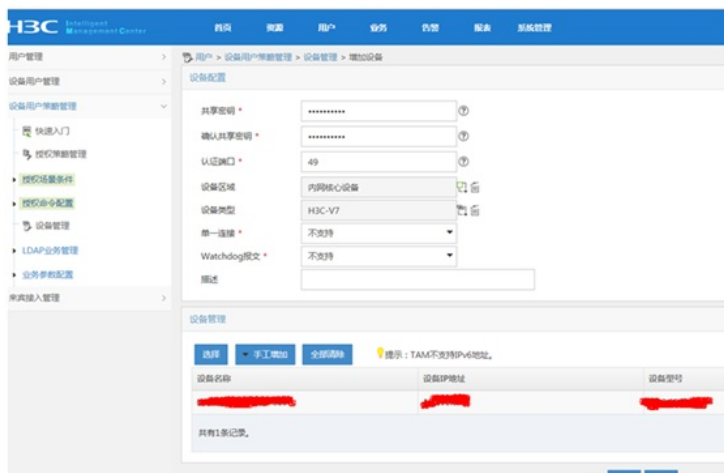 H3C Intelligent Management Center
首页 资源 用户 业务 告警 报表 系统管理
用户管理
设备用户管理
设备用户策略管理
快速入门
授权策略管理
授权场景条件
授权命令配置
设备管理
LDAP业务管理
业务参数配置
来宾接入管理
用户 > 设备用户策略管理 > 设备管理 > 增加设备
设备配置
共享密钥 * ••••••••••
确认共享密钥 * ••••••••••
认证端口 * 49
设备区域 内网核心设备
设备类型 H3C-V7
单一连接 * 不支持
Watchdog报文 * 不支持
描述
设备管理
选择 手工增加 全部清除 提示：TAM不支持IPv6地址。
设备名称 设备IP地址 设备型号
共有1条记录。